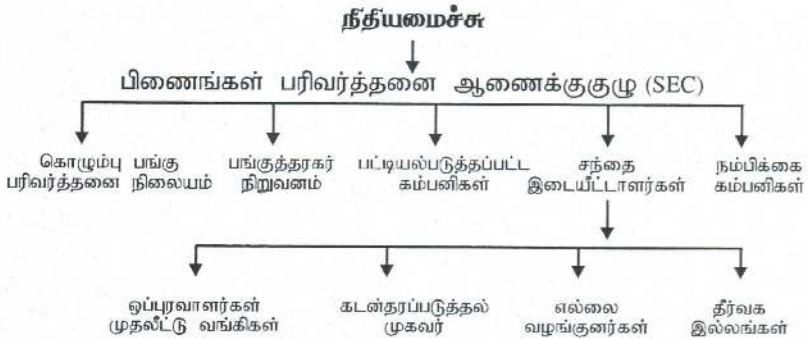 நிதியமைச்சு
பிணைங்கள் பரிவர்த்தனை ஆணைக்குகுழு (SEC)
கொழும்பு பங்கு பரிவர்த்தனை நிலையம்
பங்குத்தரகர் நிறுவனம்
பட்டியல்படுத்தப்பட்ட கம்பனிகள்
சந்தை இடையீட்டாளர்கள்
நம்பிக்கை கம்பனிகள்
ஒப்புரவாளர்கள் முதலீட்டு வங்கிகள்
கடன்தரப்படுத்தல் முகவர்
எல்லை வழங்குனர்கள்
தீர்வக இல்லங்கள்